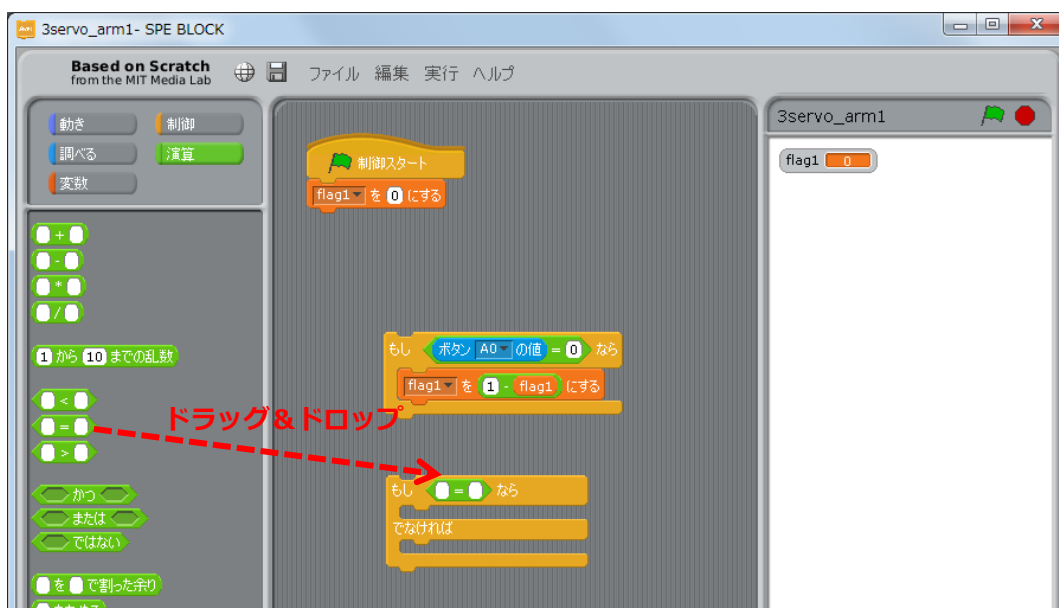 3servo_arm1- SPE BLOCK
Based on Scratch
from the MIT Media Lab
ファイル 編集 実行 ヘルプ
動き 制御
調べる 演算
変数
+
-
*
/
1 から 10 までの乱数
<
=
>
かつ
または
ではない
を で割った余り
制御スタート
flag1 を 0 にする
もし ボタン A0 の値 = 0 なら
flag1 を 1 - flag1 にする
ドラッグ&ドロップ
もし = なら
でなければ
3servo_arm1
flag1 0